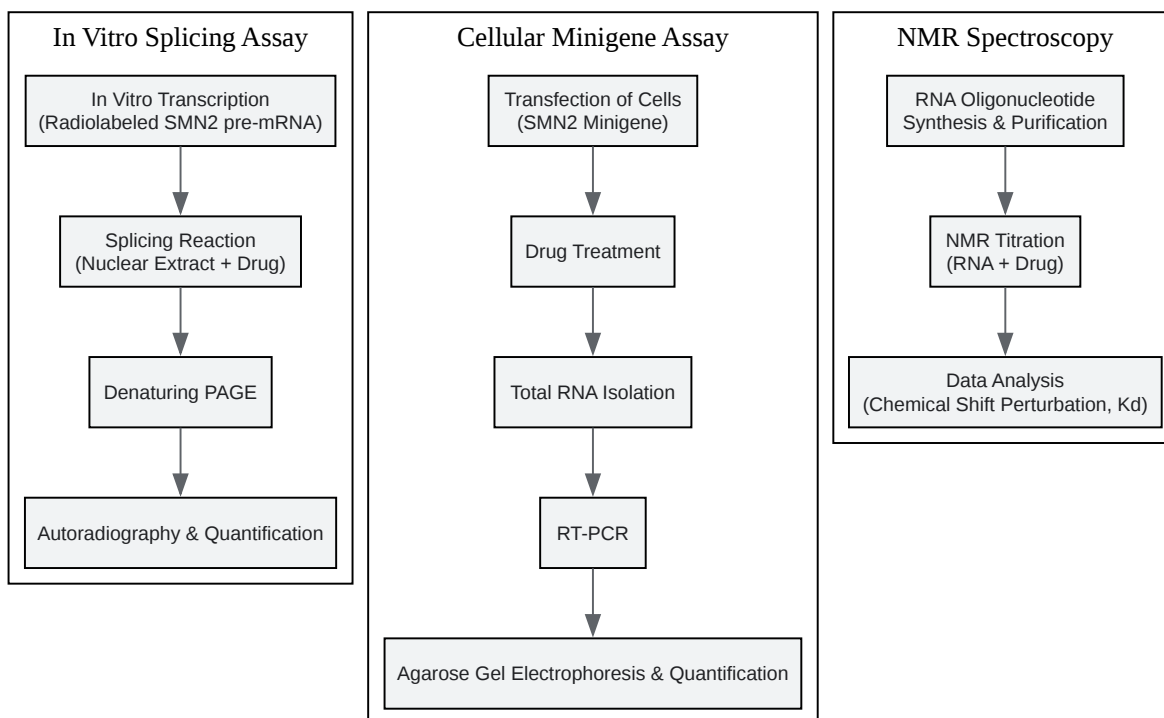 In Vitro Splicing Assay
In Vitro Transcription
(Radiolabeled SMN2 pre-mRNA)
Splicing Reaction
(Nuclear Extract + Drug)
Denaturing PAGE
Autoradiography & Quantification
Cellular Minigene Assay
Transfection of Cells
(SMN2 Minigene)
Drug Treatment
Total RNA Isolation
RT-PCR
Agarose Gel Electrophoresis & Quantification
NMR Spectroscopy
RNA Oligonucleotide
Synthesis & Purification
NMR Titration
(RNA + Drug)
Data Analysis
(Chemical Shift Perturbation, Kd)